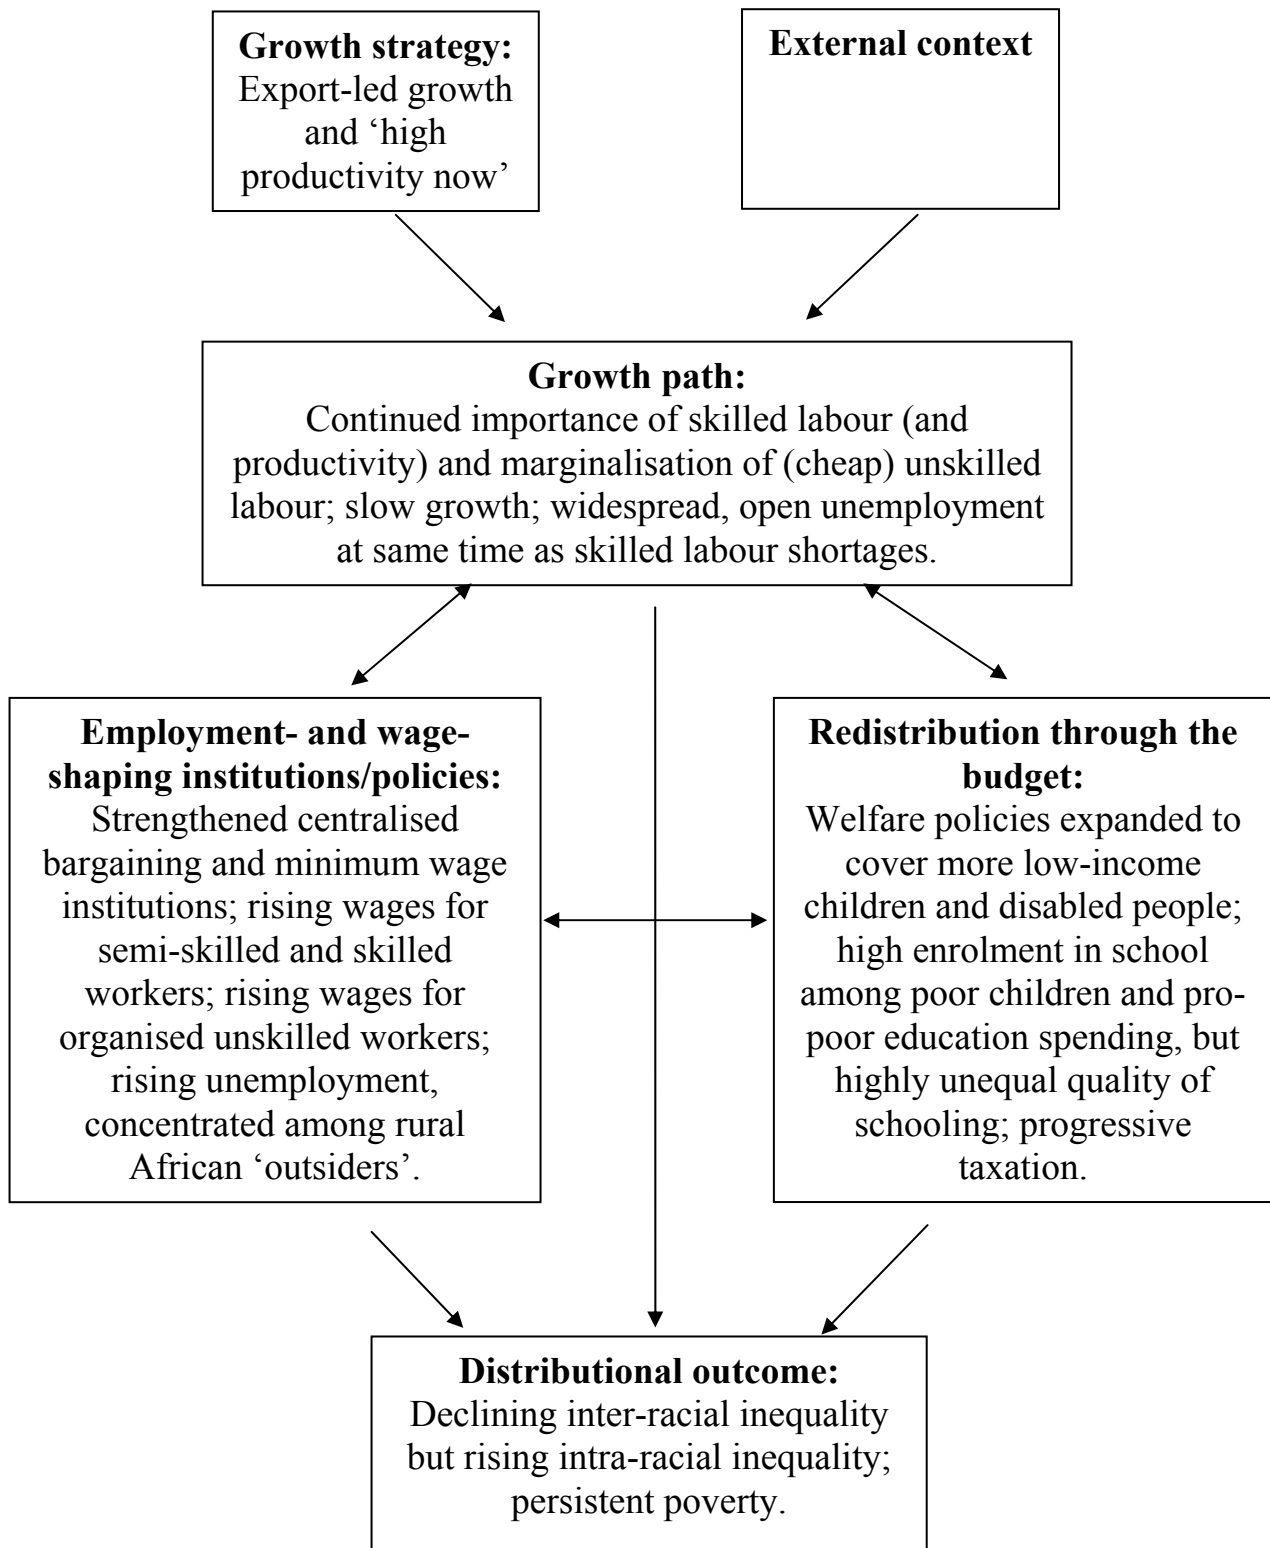 Growth strategy:
Export-led growth
and ‘high
productivity now’
External context
Growth path:
Continued importance of skilled labour (and
productivity) and marginalisation of (cheap) unskilled
labour; slow growth; widespread, open unemployment
at same time as skilled labour shortages.
Employment- and wage-
shaping institutions/policies:
Strengthened centralised
bargaining and minimum wage
institutions; rising wages for
semi-skilled and skilled
workers; rising wages for
organised unskilled workers;
rising unemployment,
concentrated among rural
African ‘outsiders’.
Redistribution through the
budget:
Welfare policies expanded to
cover more low-income
children and disabled people;
high enrolment in school
among poor children and pro-
poor education spending, but
highly unequal quality of
schooling; progressive
taxation.
Distributional outcome:
Declining inter-racial inequality
but rising intra-racial inequality;
persistent poverty.